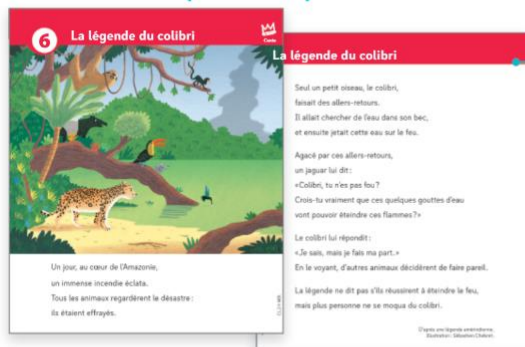 6
La légende du colibri
Conte
Un jour, au cœur de l'Amazonie,
un immense incendie éclata.
Tous les animaux regardèrent le désastre :
ils étaient effrayés.
La légende du colibri
Seul un petit oiseau, le colibri,
faisait des allers-retours.
Il allait chercher de l'eau dans son bec,
et ensuite jetait cette eau sur le feu.
Agacé par ces allers-retours,
un jaguar lui dit :
«Colibri, tu n'es pas fou ?
Crois-tu vraiment que ces quelques gouttes d'eau
vont pouvoir éteindre ces flammes ?»
Le colibri lui répondit :
«Je sais, mais je fais ma part.»
En le voyant, d'autres animaux décidèrent de faire pareil.
La légende ne dit pas s'ils réussirent à éteindre le feu,
mais plus personne ne se moqua du colibri.
D'après une légende amérindienne.
Illustration : Sébastien Chebret.